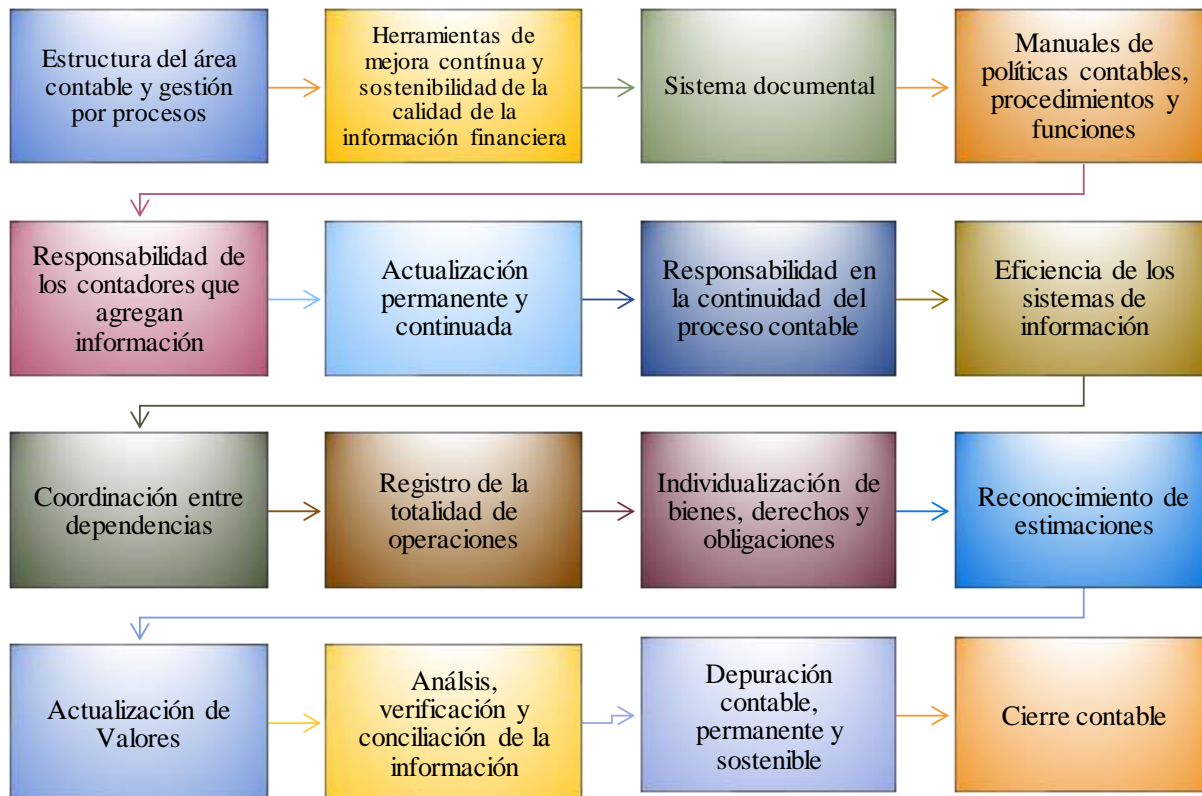 Estructura del área
contable y gestión
por procesos
Herramientas de
mejora contínua y
sostenibilidad de la
calidad de la
información financiera
Sistema documental
Manuales de
políticas contables,
procedimientos y
funciones
Responsabilidad de
los contadores que
agregan
información
Actualización
permanente y
continuada
Responsabilidad en
la continuidad del
proceso contable
Eficiencia de los
sistemas de
información
Coordinación entre
dependencias
Registro de la
totalidad de
operaciones
Individualización de
bienes, derechos y
obligaciones
Reconocimiento de
estimaciones
Actualización de
Valores
Análsis,
verificación y
conciliación de la
información
Depuración
contable,
permanente y
sostenible
Cierre contable